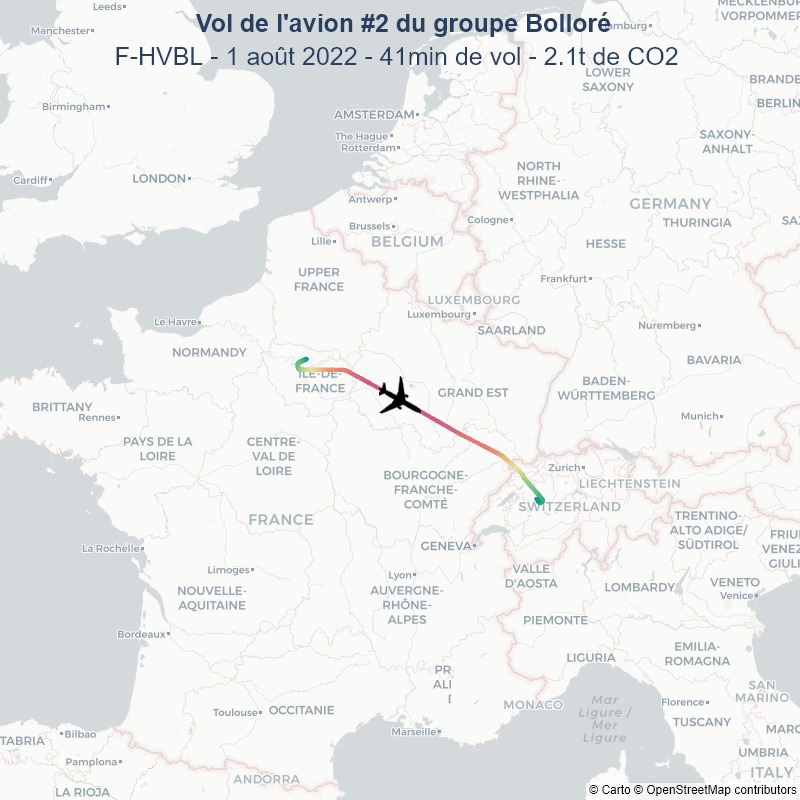 Vol de l'avion #2 du groupe Bolloré
F-HVBL - 1 août 2022 - 41min de vol - 2.1t de CO2
Leeds
Manchester
MECKLENBURG-
VORPOMMER
LOWER
SAXONY
BRANDE
BERLIN
Birmingham
AMSTERDAM
The Hague
Rotterdam
SAXONY-
ANHALT
Cardiff
LONDON
NORTH
RHINE-
WESTPHALIA
Antwerp
GERMANY
Brussels
Cologne
THURINGIA
Lille
BELGIUM
HESSE
UPPER
FRANCE
Frankfurt
LUXEMBOURG
Luxembourg
Le Havre
SAARLAND
Nuremberg
NORMANDY
BAVARIA
ÎLE-DE-
FRANCE
GRAND EST
BADEN-
WÜRTTEMBERG
BRITTANY
Rennes
Munich
PAYS DE LA
LOIRE
CENTRE-
VAL DE
LOIRE
BOURGOGNE-
FRANCHE-
COMTÉ
Zurich
LIECHTENSTEIN
SWITZERLAND
FRANCE
TRENTINO-
ALTO ADIGE/
SÜDTIROL
La Rochelle
GENEVA
FRIU
VENEZ
GIULI
Limoges
Lyon
VALLE
D'AOSTA
NOUVELLE-
AQUITAINE
AUVERGNE-
RHÔNE-
ALPES
LOMBARDY
VENETO
Venice
PIEMONTE
Bordeaux
EMILIA-
ROMAGNA
LIGURIA
PR
ALI
SAN
MARINO
MONACO
Mar
Ligure /
Mer
Ligure
Toulouse
OCCITANIE
Florence
TUSCANY
Marseille
MARC
Bilbao
TABRIA
Pamplona
UMBRIA
ANDORRA
ITALY
LA RIOJA
© Carto © OpenStreetMap contributors